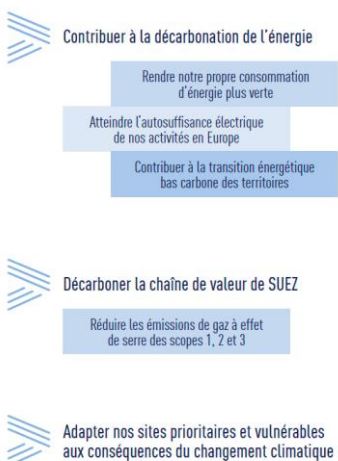 Contribuer à la décarbonation de l'énergie
Rendre notre propre consommation
d'énergie plus verte
Atteindre l'autosuffisance électrique
de nos activités en Europe
Contribuer à la transition énergétique
bas carbone des territoires
Décarboner la chaîne de valeur de SUEZ
Réduire les émissions de gaz à effet
de serre des scopes 1, 2 et 3
Adapter nos sites prioritaires et vulnérables
aux conséquences du changement climatique